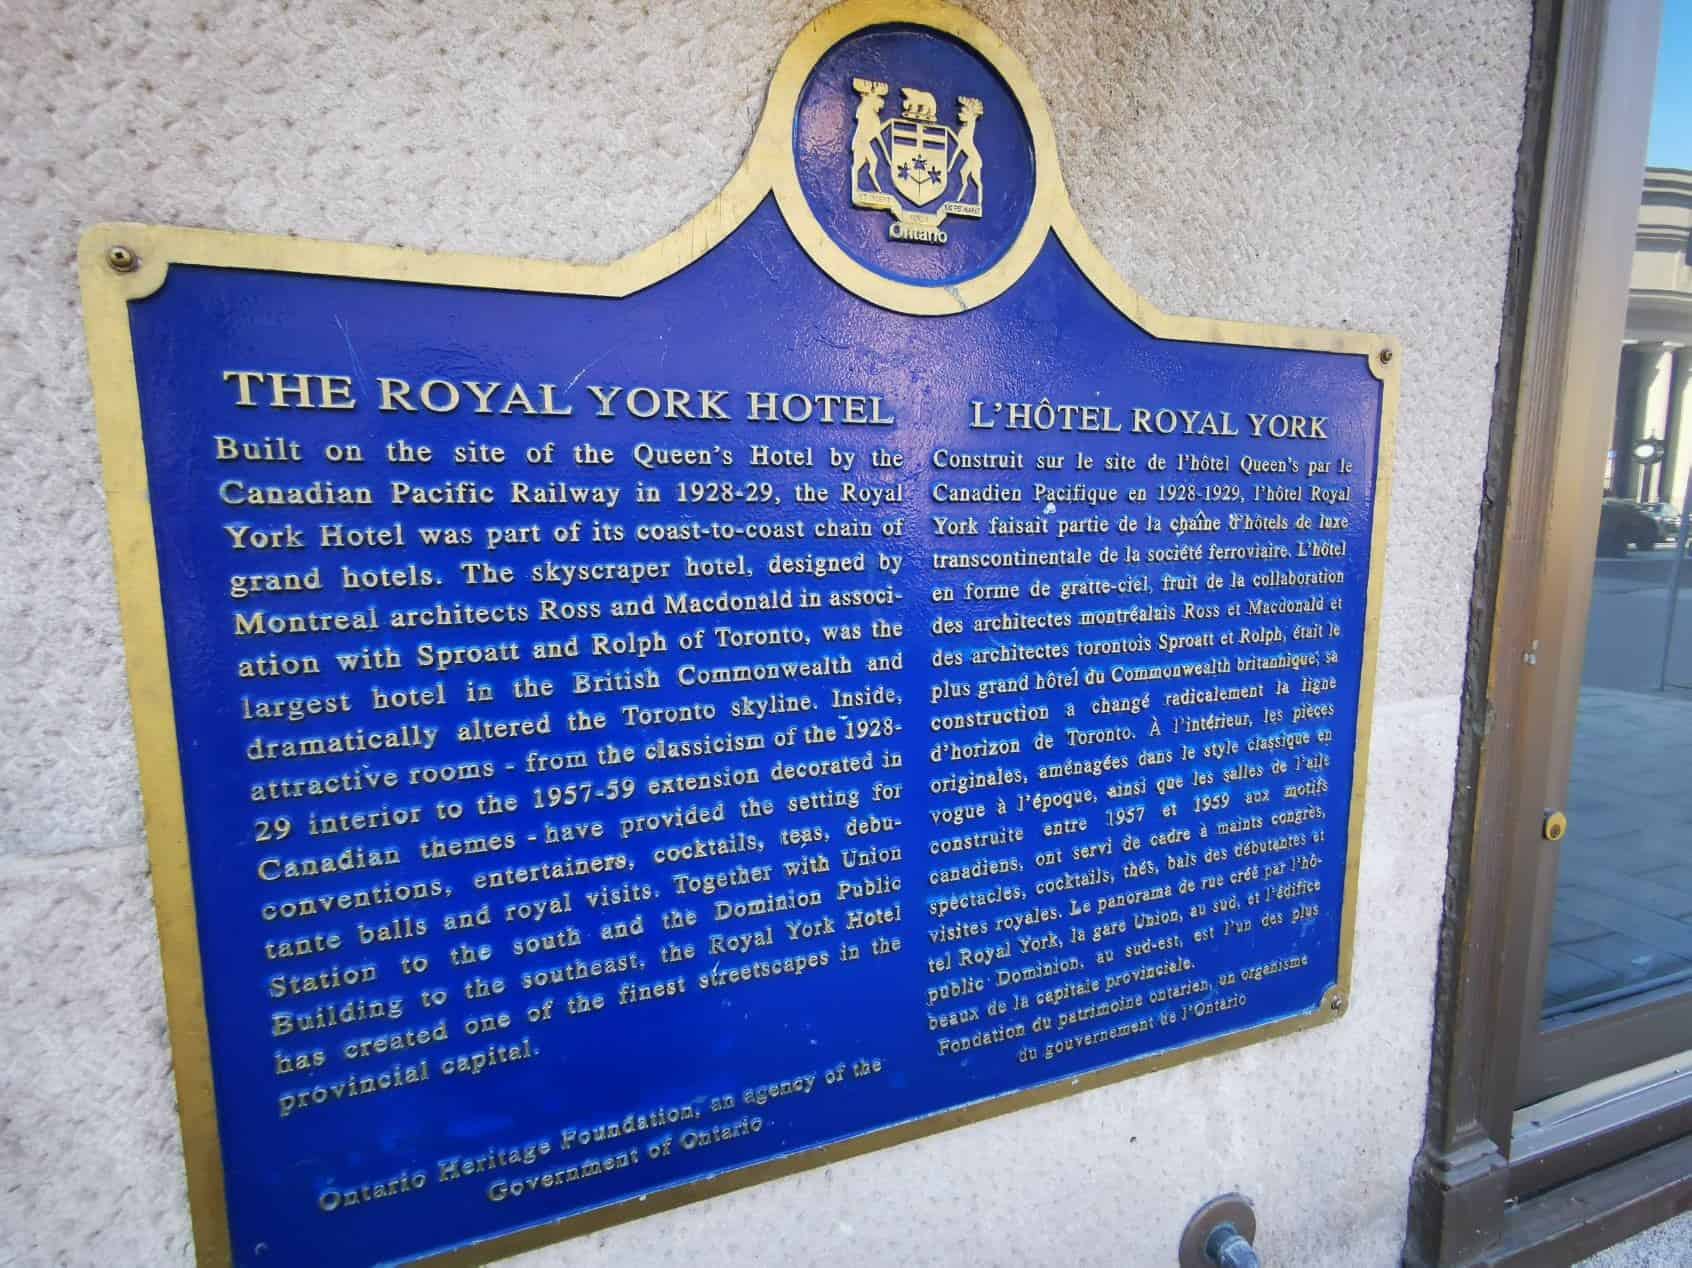 Ontario
THE ROYAL YORK HOTEL
Built on the site of the Queen's Hotel by the
Canadian Pacific Railway in 1928-29, the Royal
York Hotel was part of its coast-to-coast chain of
grand hotels. The skyscraper hotel, designed by
Montreal architects Ross and Macdonald in associ-
ation with Sproatt and Rolph of Toronto, was the
largest hotel in the British Commonwealth and
dramatically altered the Toronto skyline. Inside,
attractive rooms - from the classicism of the 1928-
29 interior to the 1957-59 extension decorated in
Canadian themes - have provided the setting for
conventions, entertainers, cocktails, teas, debu-
tante balls and royal visits. Together with Union
Station to the south and the Dominion Public
Building to the southeast, the Royal York Hotel
has created one of the finest streetscapes in the
provincial capital.
Ontario Heritage Foundation, an agency of the
Government of Ontario
L'HÔTEL ROYAL YORK
Construit sur le site de l'hôtel Queen's par le
Canadien Pacifique en 1928-1929, l'hôtel Royal
York faisait partie de la chaîne d'hôtels de luxe
transcontinentale de la société ferroviaire. L'hôtel
en forme de gratte-ciel, fruit de la collaboration
des architectes montréalais Ross et Macdonald et
des architectes torontois Sproatt et Rolph, était le
plus grand hôtel du Commonwealth britannique; sa
construction a changé radicalement la ligne
d'horizon de Toronto. À l'intérieur, les pièces
originales, aménagées dans le style classique en
vogue à l'époque, ainsi que les salles de l'aile
construite entre 1957 et 1959 aux motifs
canadiens, ont servi de cadre à maints congrès,
spectacles, cocktails, thés, bals des débutantes et
visites royales. Le panorama de rue créé par l'hô-
tel Royal York, la gare Union, au sud, et l'édifice
public Dominion, au sud-est, est l'un des plus
beaux de la capitale provinciale.
Fondation du patrimoine ontarien, un organisme
du gouvernement de l'Ontario